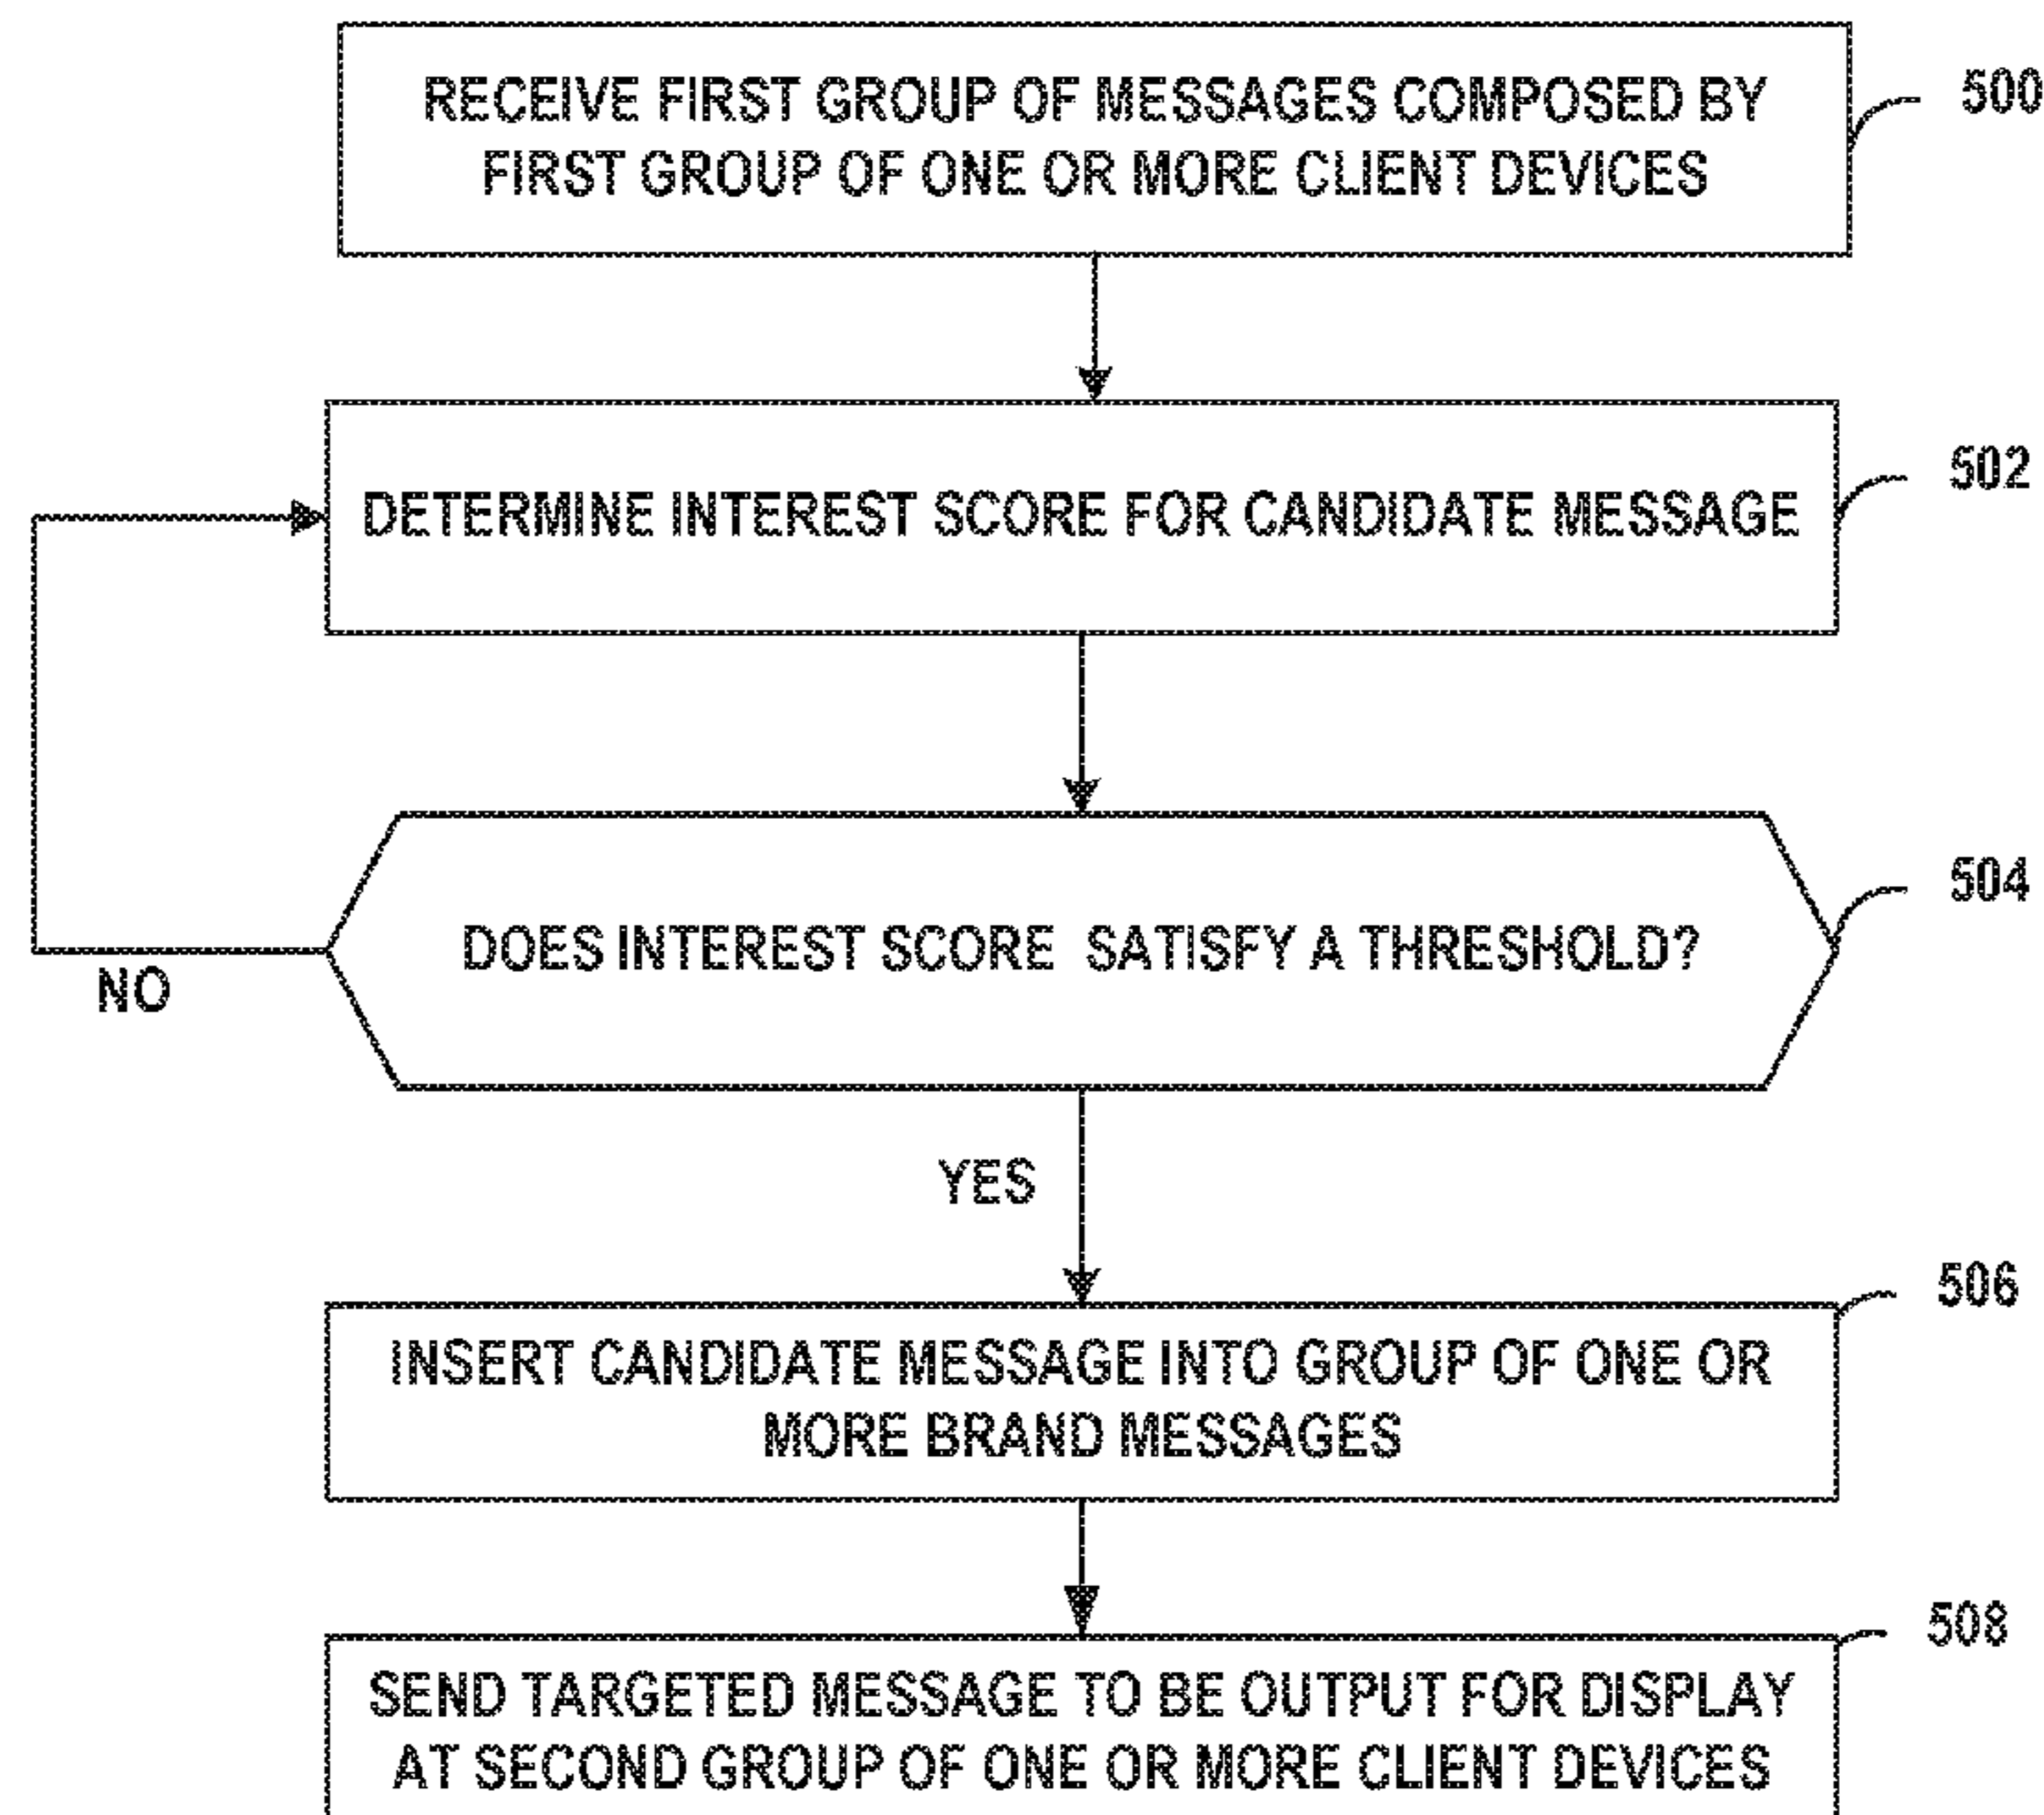 RECEIVE FIRST GROUP OF MESSAGES COMPOSED BY
FIRST GROUP OF ONE OR MORE CLIENT DEVICES
500
DETERMINE INTEREST SCORE FOR CANDIDATE MESSAGE
502
DOES INTEREST SCORE SATISFY A THRESHOLD?
504
NO
YES
INSERT CANDIDATE MESSAGE INTO GROUP OF ONE OR
MORE BRAND MESSAGES
506
SEND TARGETED MESSAGE TO BE OUTPUT FOR DISPLAY
AT SECOND GROUP OF ONE OR MORE CLIENT DEVICES
508